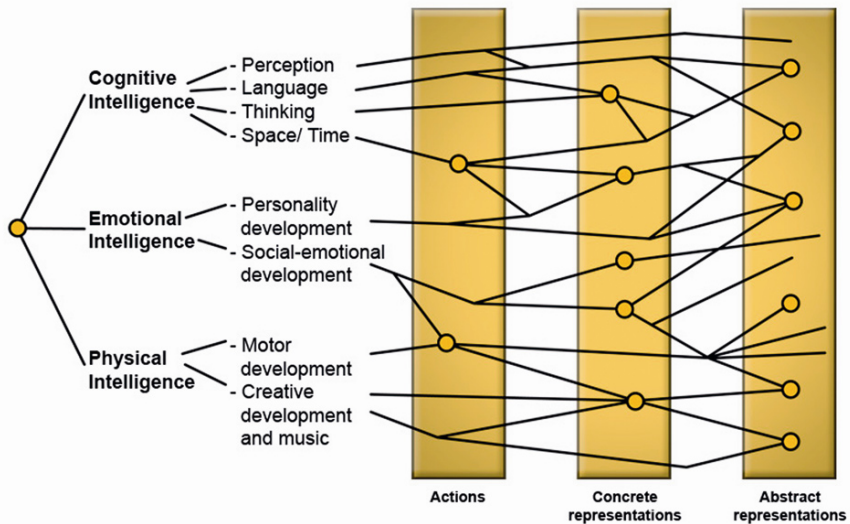 Cognitive
Intelligence
- Perception
- Language
- Thinking
- Space/ Time
Emotional
Intelligence
- Personality
development
- Social-emotional
development
Physical
Intelligence
- Motor
development
- Creative
development
and music
Actions
Concrete
representations
Abstract
representations